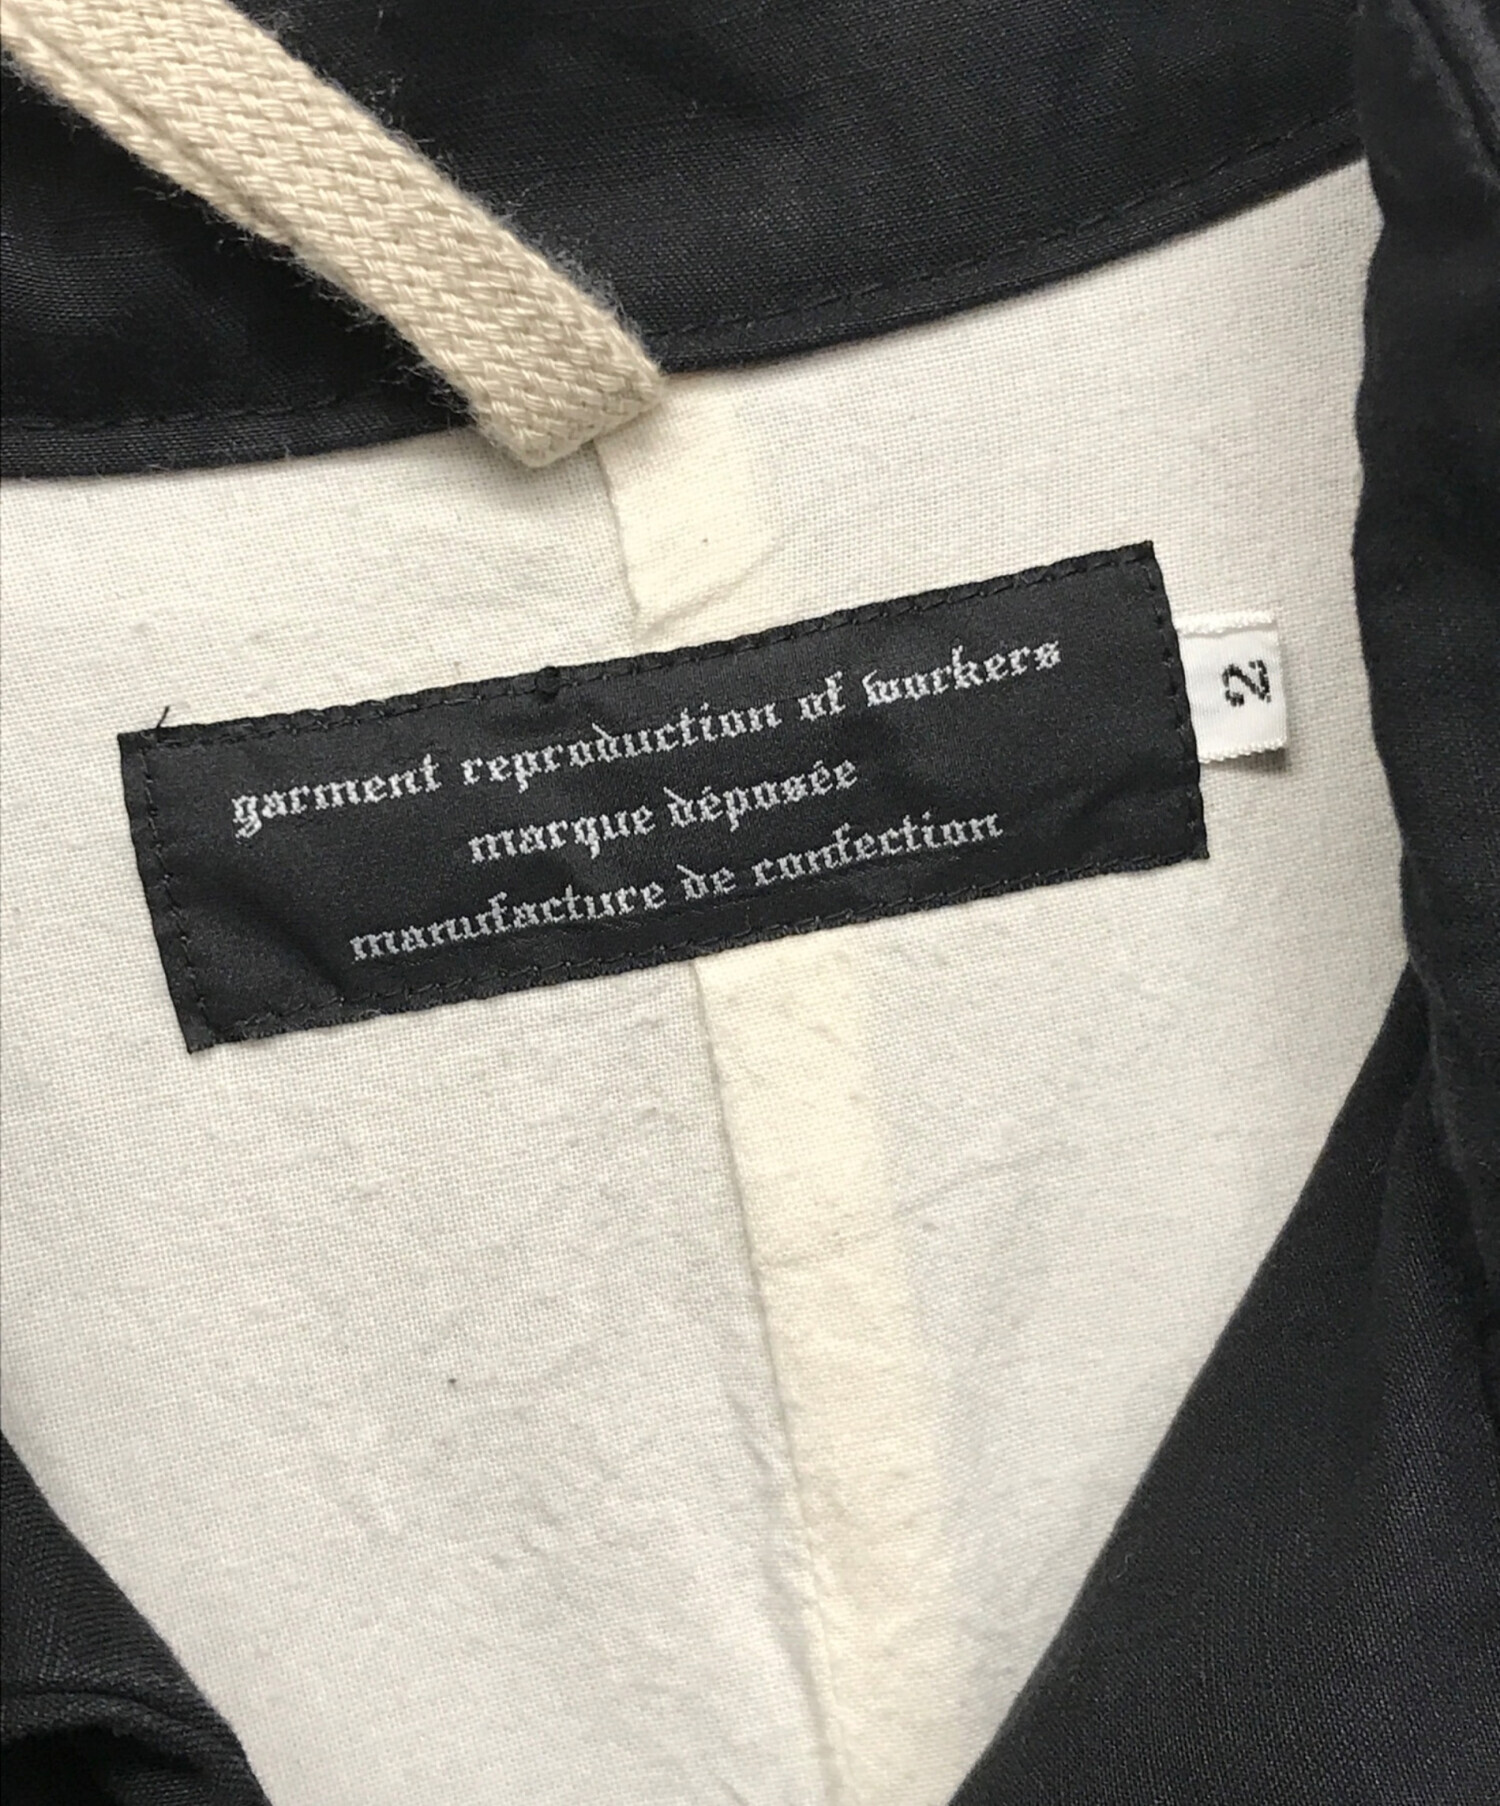 garment reproduction of workers
marque déposée
manufacture de confection
2